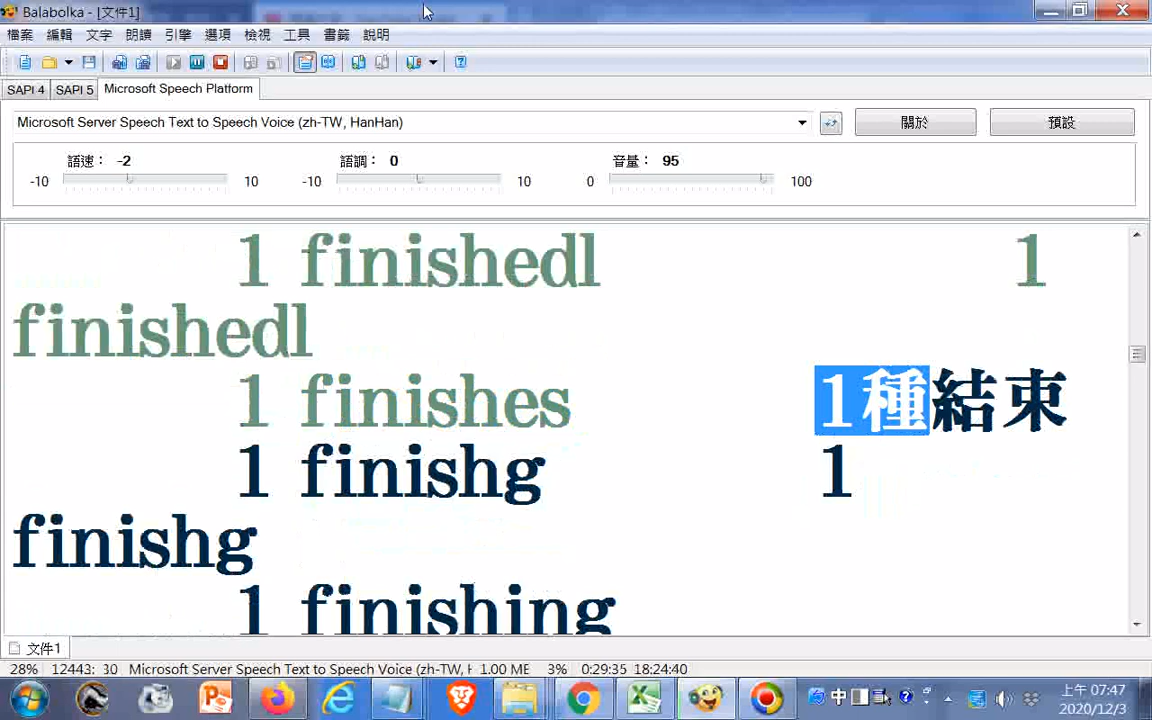 Balabolka - [文件1]
檔案 編輯 文字 朗讀 引擎 選項 檢視 工具 書籤 說明
SAPI 4 SAPI 5 Microsoft Speech Platform
Microsoft Server Speech Text to Speech Voice (zh-TW, HanHan) 關於 預設
語速： -2 語調： 0 音量： 95
-10 10 -10 10 0 100
1 finishedl 1
finishedl
1 finishes 1種結束
1 finishg 1
finishg
1 finishing
文件1
28% 12443: 30 Microsoft Server Speech Text to Speech Voice (zh-TW, H 1.00 ME 3% 0:29:35 18:24:40
中 上午 07:47
2020/12/3